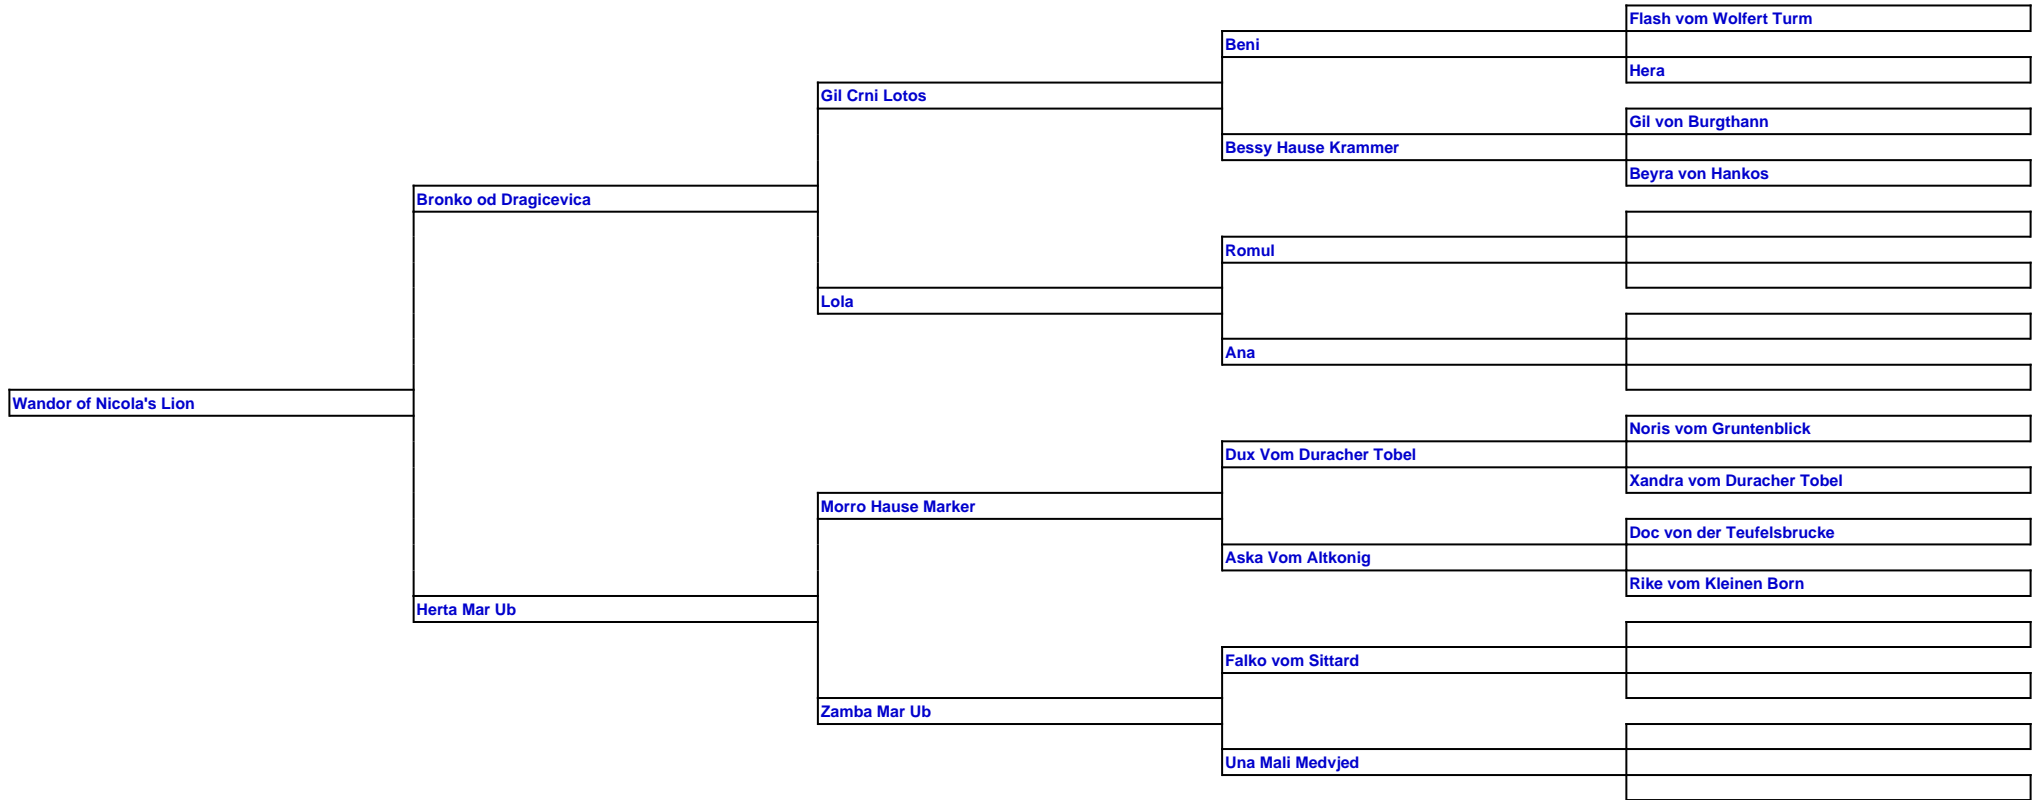 Flash vom Wolfert Turm
Beni
Hera
Gil Crni Lotos
Gil von Burgthann
Bessy Hause Krammer
Beyra von Hankos
Bronko od Dragicevica
Romul
Lola
Ana
Wandor of Nicola's Lion
Noris vom Gruntenblick
Dux Vom Duracher Tobel
Xandra vom Duracher Tobel
Morro Hause Marker
Doc von der Teufelsbrucke
Aska Vom Altkonig
Rike vom Kleinen Born
Herta Mar Ub
Falko vom Sittard
Zamba Mar Ub
Una Mali Medvjed